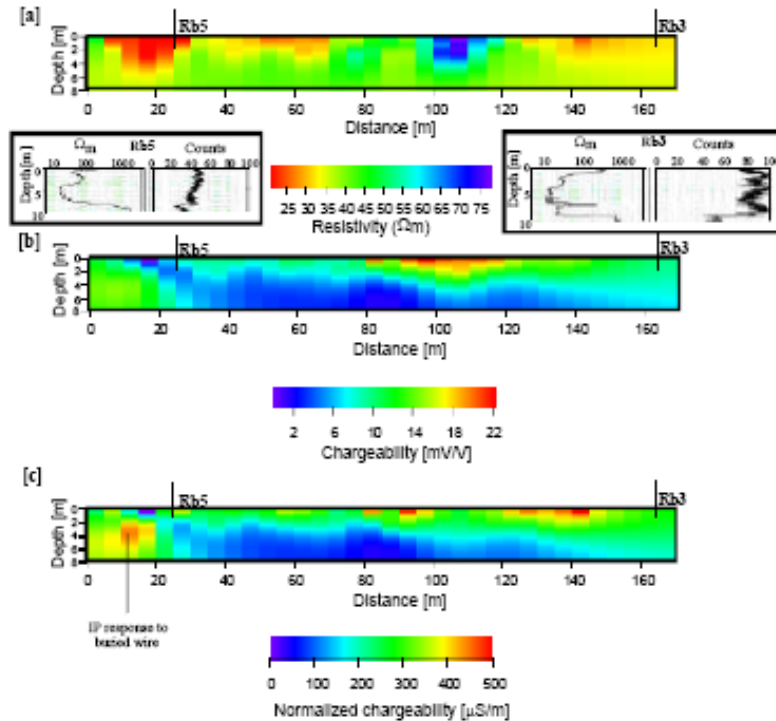 [a]
Rb5
Rb3
Depth [m]
0
2
4
6
8
0 20 40 60 80 100 120 140 160
Distance [m]
Ωm Rb5 Counts
10 100 1000 0 20 40 60 80 100
Depth [m]
0
5
10
25 30 35 40 45 50 55 60 65 70 75
Resistivity (Ωm)
Ωm Rb3 Counts
10 100 1000 0 20 40 60 80 100
Depth [m]
0
5
10
[b]
Rb5
Rb3
Depth [m]
0
2
4
6
8
0 20 40 60 80 100 120 140 160
Distance [m]
2 6 10 14 18 22
Chargeability [mV/V]
[c]
Rb5
Rb3
Depth [m]
0
2
4
6
8
0 20 40 60 80 100 120 140 160
Distance [m]
IP response to
buried wire
0 100 200 300 400 500
Normalized chargeability [µS/m]